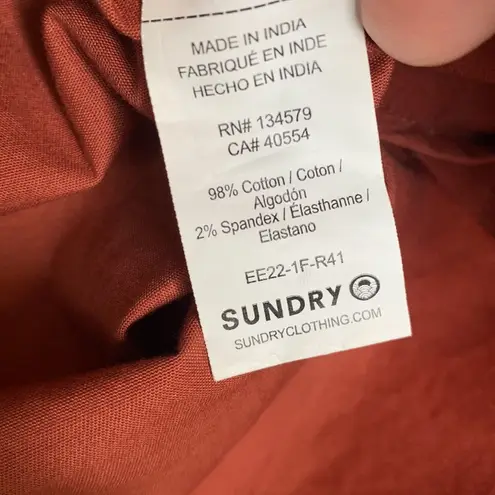 MADE IN INDIA
FABRIQUÉ EN INDE
HECHO EN INDIA
RN# 134579
CA# 40554
98% Cotton / Coton /
Algodón
2% Spandex / Élasthanne /
Elastano
EE22-1F-R41
SUNDRY
SUNDRYCLOTHING.COM